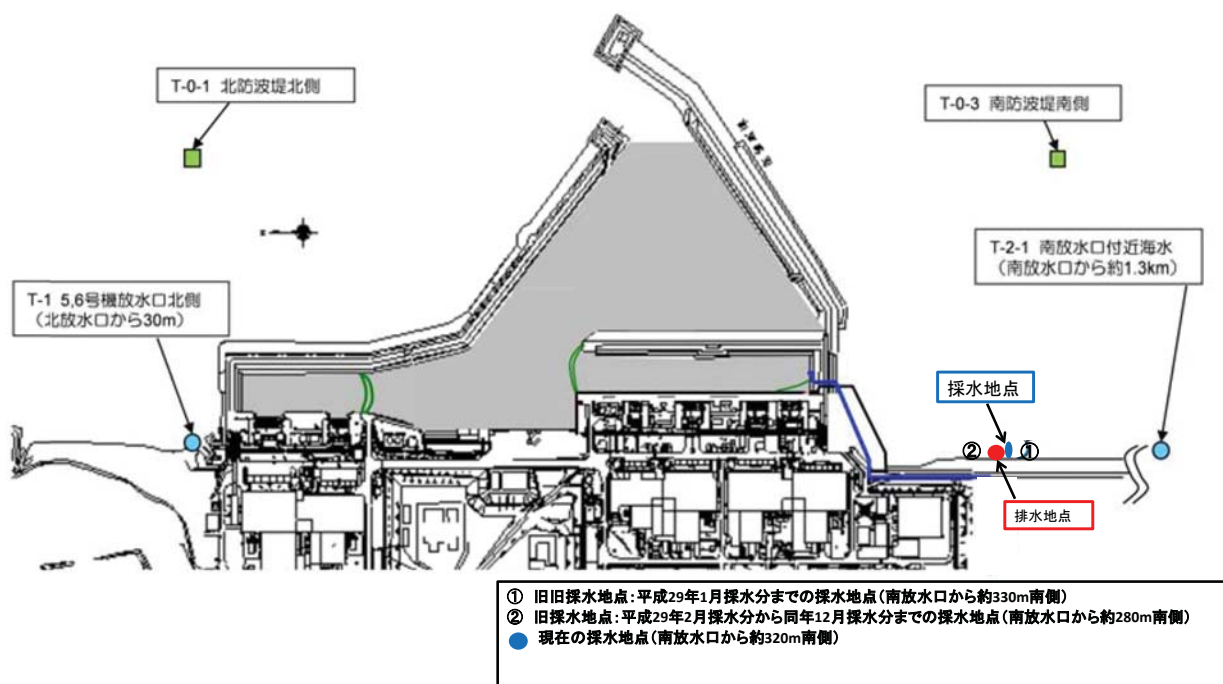 T-0-1 北防波堤北側
T-0-3 南防波堤南側
T-2-1 南放水口付近海水
（南放水口から約1.3km）
T-1 5,6号機放水口北側
（北放水口から30m）
採水地点
② ①
排水地点
① 旧旧採水地点：平成29年1月採水分までの採水地点（南放水口から約330m南側）
② 旧採水地点：平成29年2月採水分から同年12月採水分までの採水地点（南放水口から約280m南側）
現在の採水地点（南放水口から約320m南側）